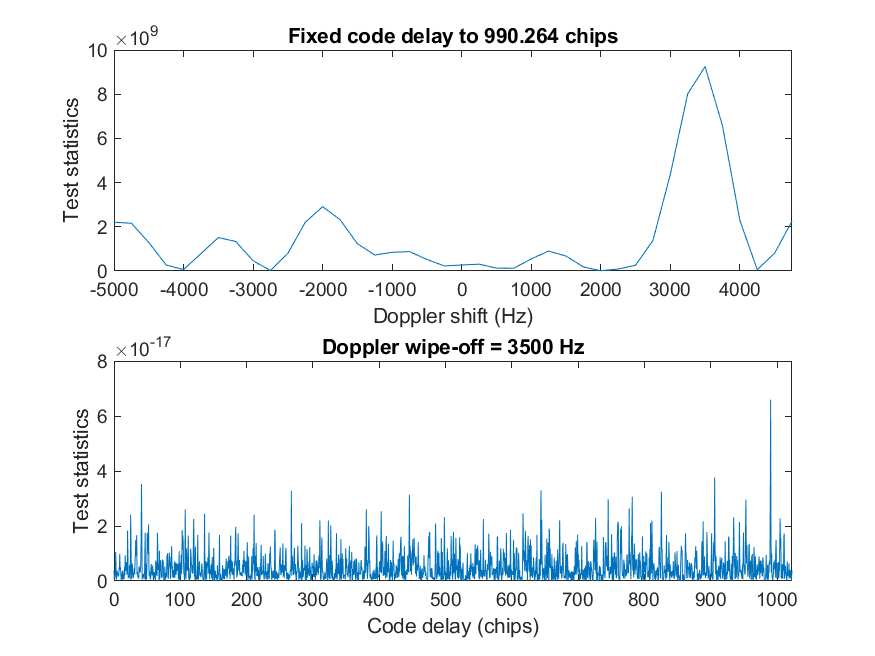 Fixed code delay to 990.264 chips
×10^9
10
8
6
4
2
0
Test statistics
-5000 -4000 -3000 -2000 -1000 0 1000 2000 3000 4000
Doppler shift (Hz)
Doppler wipe-off = 3500 Hz
×10^-17
8
6
4
2
0
Test statistics
0 100 200 300 400 500 600 700 800 900 1000
Code delay (chips)